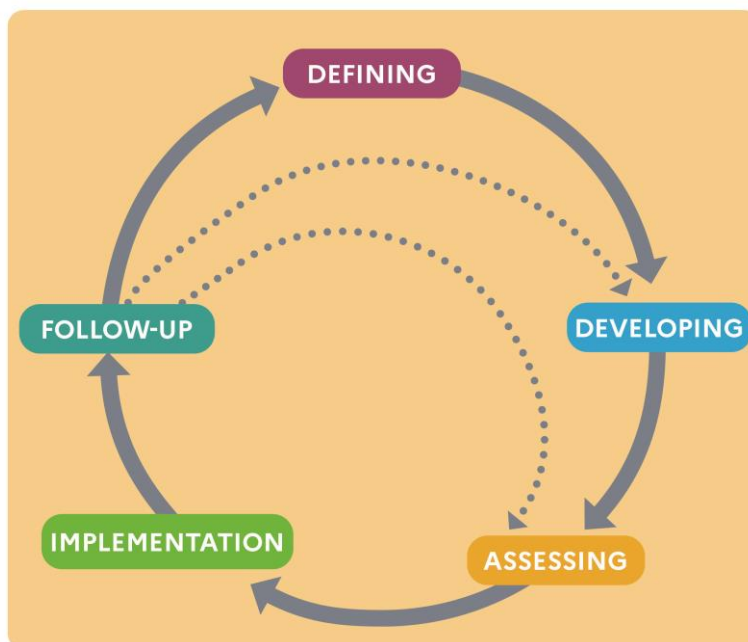 DEFINING
DEVELOPING
ASSESSING
IMPLEMENTATION
FOLLOW-UP